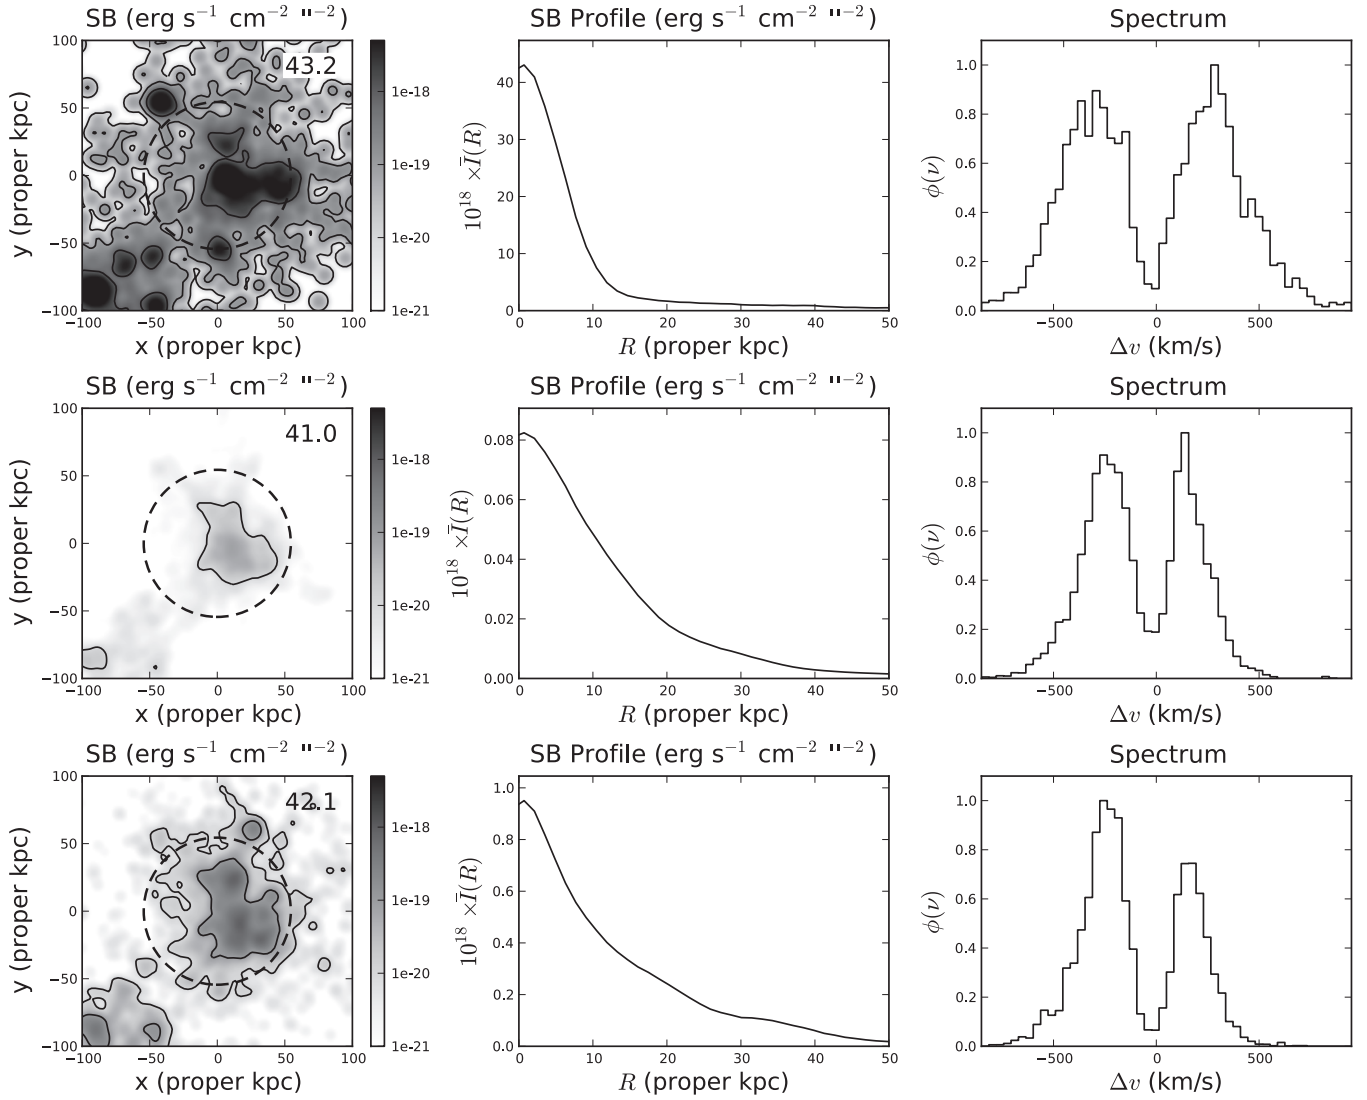 SB (erg s⁻¹ cm⁻² "⁻²) SB Profile (erg s⁻¹ cm⁻² "⁻²) Spectrum
43.2
100
50
0
−50
−100
−100 −50 0 50 100
y (proper kpc)
x (proper kpc)
1e-18
1e-19
1e-20
1e-21
40
30
20
10
0
0 10 20 30 40 50
10¹⁸ ×Ī(R)
R (proper kpc)
1.0
0.8
0.6
0.4
0.2
0.0
−500 0 500
ϕ(ν)
Δv (km/s)
SB (erg s⁻¹ cm⁻² "⁻²) SB Profile (erg s⁻¹ cm⁻² "⁻²) Spectrum
41.0
100
50
0
−50
−100
−100 −50 0 50 100
y (proper kpc)
x (proper kpc)
1e-18
1e-19
1e-20
1e-21
0.08
0.06
0.04
0.02
0.00
0 10 20 30 40 50
10¹⁸ ×Ī(R)
R (proper kpc)
1.0
0.8
0.6
0.4
0.2
0.0
−500 0 500
ϕ(ν)
Δv (km/s)
SB (erg s⁻¹ cm⁻² "⁻²) SB Profile (erg s⁻¹ cm⁻² "⁻²) Spectrum
42.1
100
50
0
−50
−100
−100 −50 0 50 100
y (proper kpc)
x (proper kpc)
1e-18
1e-19
1e-20
1e-21
1.0
0.8
0.6
0.4
0.2
0.0
0 10 20 30 40 50
10¹⁸ ×Ī(R)
R (proper kpc)
1.0
0.8
0.6
0.4
0.2
0.0
−500 0 500
ϕ(ν)
Δv (km/s)